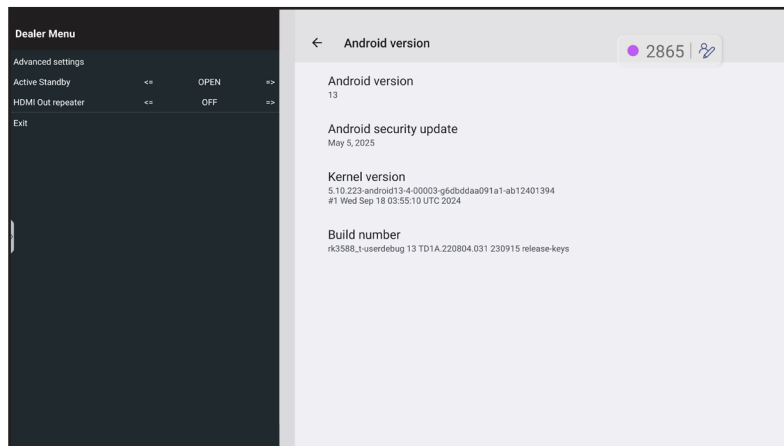 Dealer Menu
Advanced settings
Active Standby <= OPEN =>
HDMI Out repeater <= OFF =>
Exit
Android version
2865
Android version
13
Android security update
May 5, 2025
Kernel version
5.10.223-android13-4-00003-g6dbddaa091a1-ab12401394
#1 Wed Sep 18 03:55:10 UTC 2024
Build number
rk3588_t-userdebug 13 TD1A.220804.031 230915 release-keys